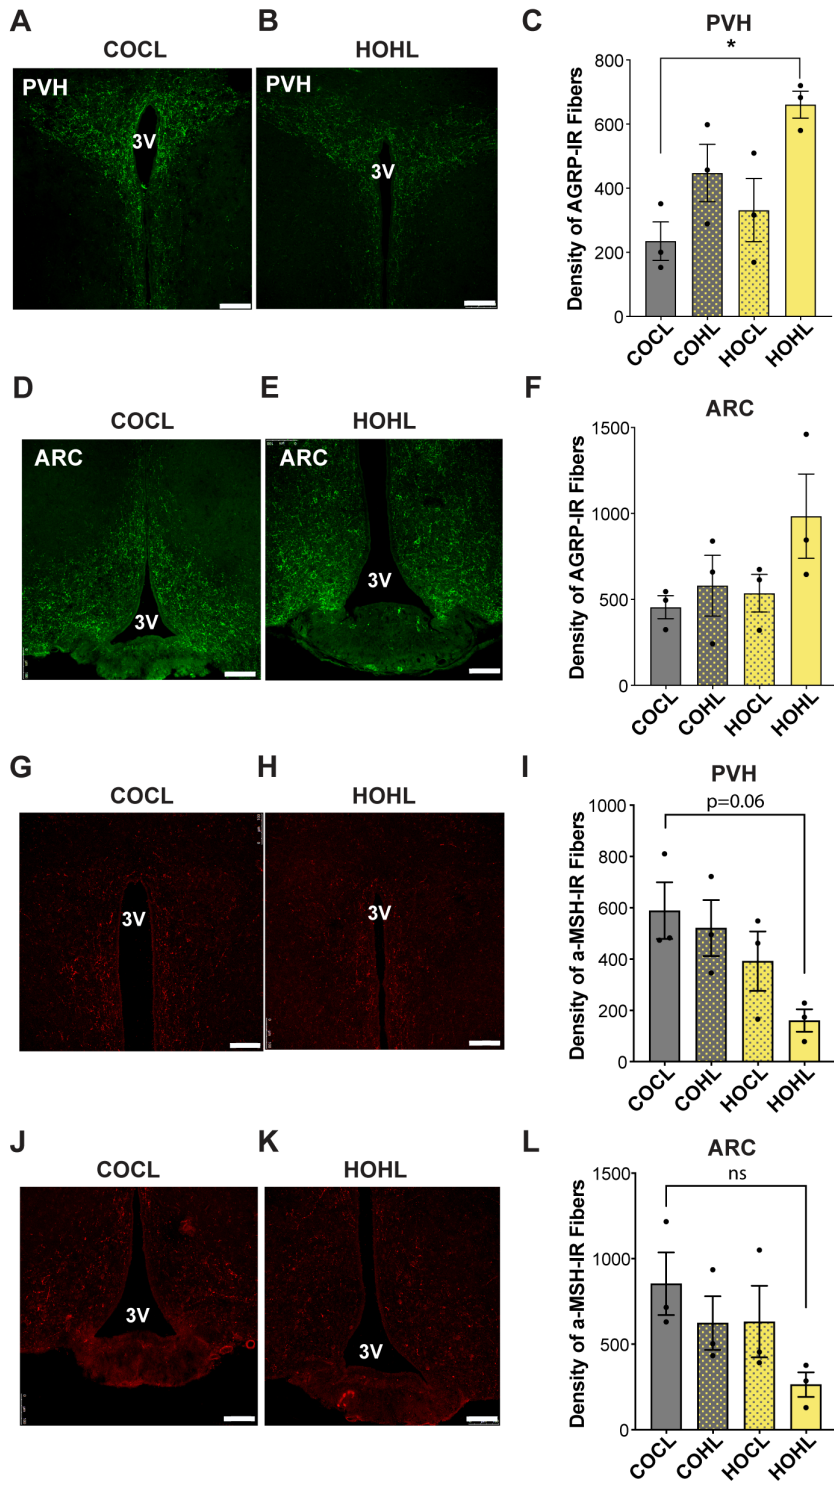 A
B
C
COCL
HOHL
PVH
PVH
PVH
3V
3V
*
Density of AGRP-IR Fibers
800
600
400
200
0
COCL
COHL
HOCL
HOHL
D
E
F
COCL
HOHL
ARC
ARC
ARC
3V
3V
Density of AGRP-IR Fibers
1500
1000
500
0
COCL
COHL
HOCL
HOHL
G
H
I
COCL
HOHL
PVH
3V
3V
p=0.06
Density of a-MSH-IR Fibers
1000
800
600
400
200
0
COCL
COHL
HOCL
HOHL
J
K
L
COCL
HOHL
ARC
3V
3V
ns
Density of a-MSH-IR Fibers
1500
1000
500
0
COCL
COHL
HOCL
HOHL